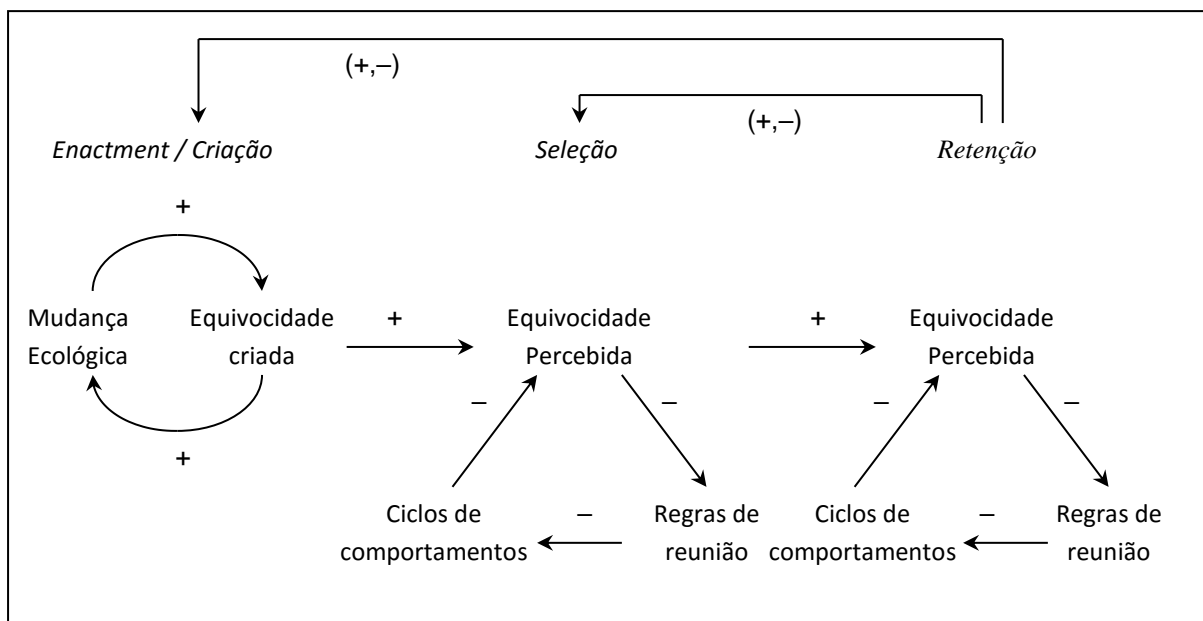 (+,–)
(+,–)
Enactment / Criação
Seleção
Retenção
+
Mudança
Ecológica
Equivocidade
criada
+
Equivocidade
Percebida
+
Equivocidade
Percebida
–
–
–
–
+
Ciclos de
comportamentos
–
Regras de
reunião
Ciclos de
comportamentos
–
Regras de
reunião